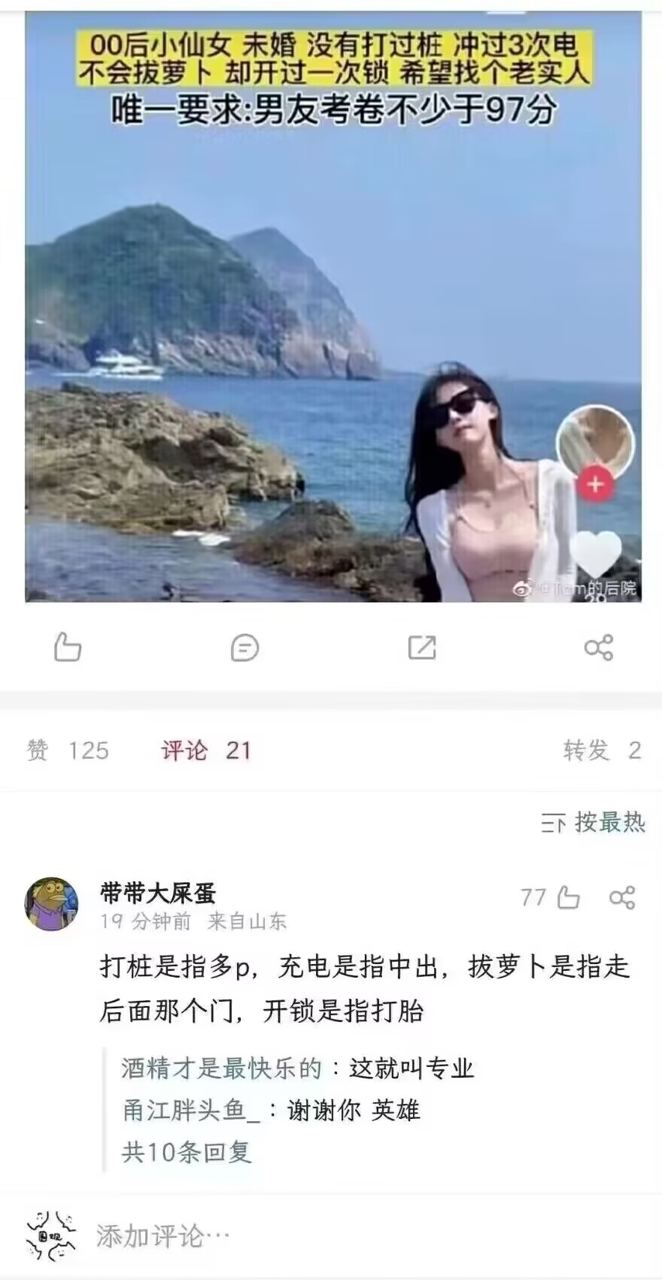 00后小仙女 未婚 没有打过桩 冲过3次电
不会拔萝卜 却开过一次锁 希望找个老实人
唯一要求:男友考卷不少于97分
的后院
赞 125 评论 21 转发 2
按最热
带带大屎蛋
77
19 分钟前 来自山东
打桩是指多p，充电是指中出，拔萝卜是指走
后面那个门，开锁是指打胎
酒精才是最快乐的：这就叫专业
甬江胖头鱼_：谢谢你 英雄
共10条回复
围观
添加评论…